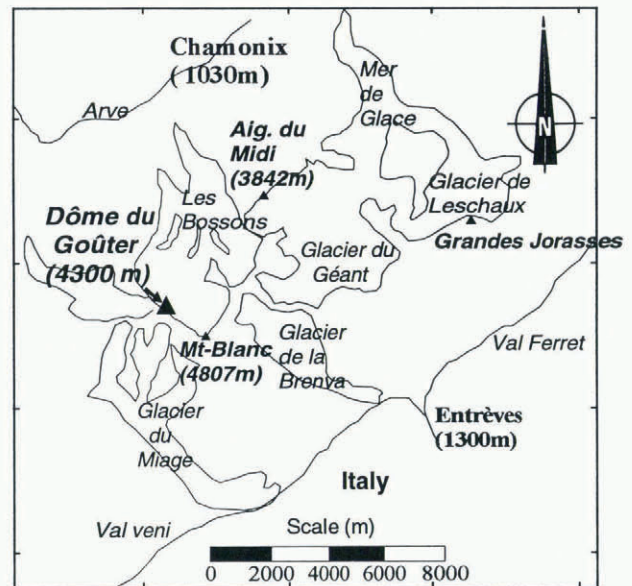 Chamonix
(1030m)
Arve
Mer
de
Glace
N
Aig. du
Midi
(3842m)
Les
Bossons
Glacier de
Leschaux
Grandes Jorasses
Dôme du
Goûter
(4300 m)
Glacier du
Géant
Mt-Blanc
(4807m)
Glacier
de la
Brenva
Val Ferret
Entrèves
(1300m)
Glacier
du
Miage
Italy
Val veni
Scale (m)
0 2000 4000 6000 8000